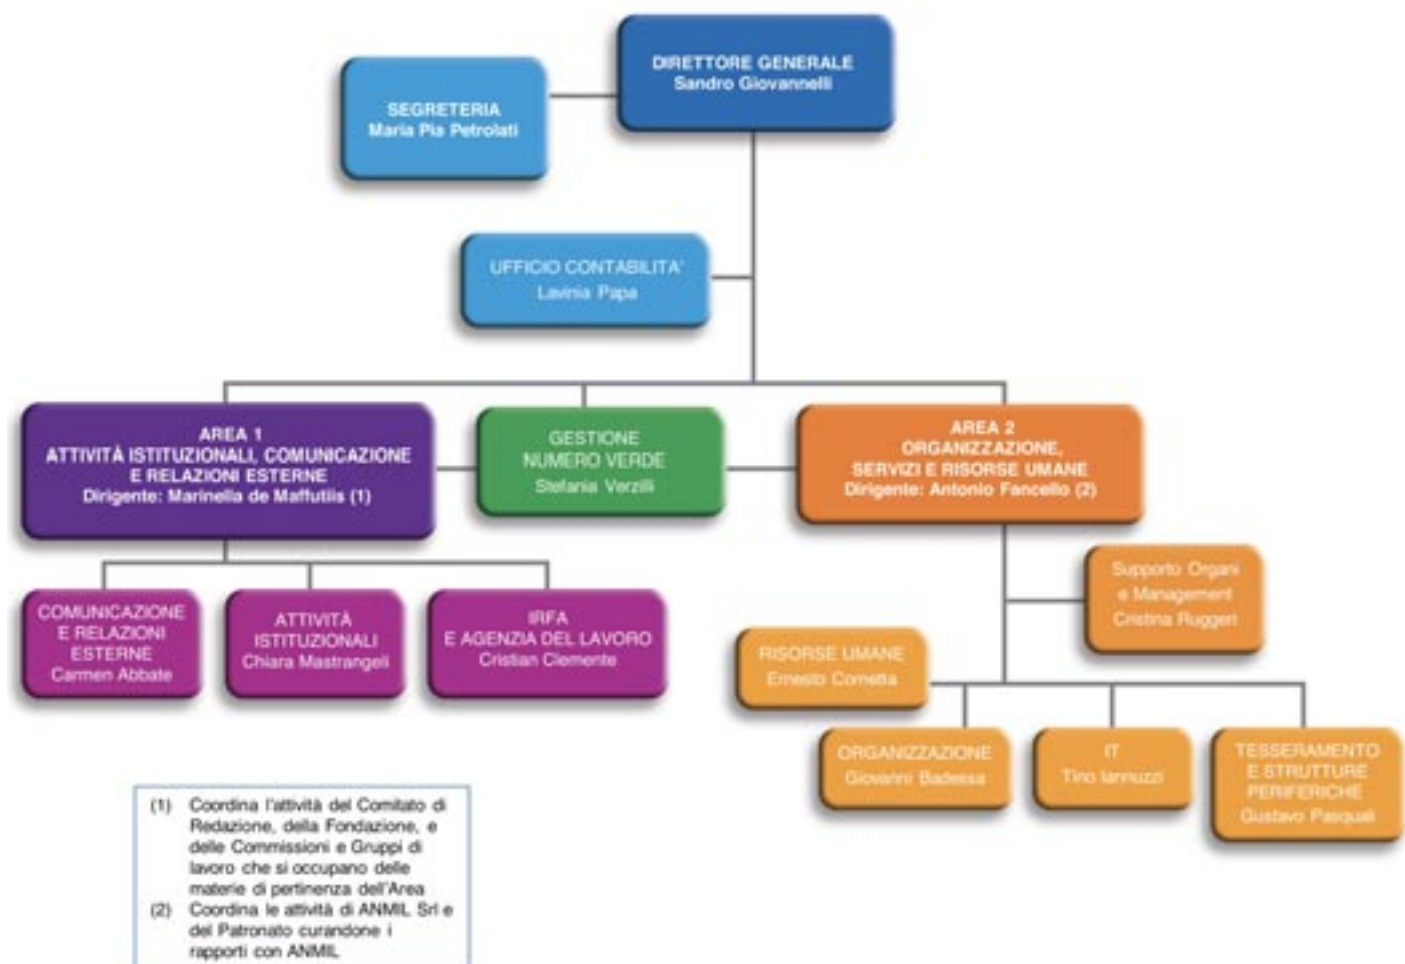 DIRETTORE GENERALE
Sandro Giovannelli
SEGRETERIA
Maria Pia Petrolati
UFFICIO CONTABILITA'
Lavinia Papa
AREA 1
ATTIVITÀ ISTITUZIONALI, COMUNICAZIONE
E RELAZIONI ESTERNE
Dirigente: Marinella de Maffutiis (1)
GESTIONE
NUMERO VERDE
Stefania Verzilli
AREA 2
ORGANIZZAZIONE,
SERVIZI E RISORSE UMANE
Dirigente: Antonio Fancello (2)
COMUNICAZIONE
E RELAZIONI
ESTERNE
Carmen Abbate
ATTIVITÀ
ISTITUZIONALI
Chiara Mastrangeli
IRFA
E AGENZIA DEL LAVORO
Cristian Clemente
Supporto Organi
e Management
Cristina Ruggeri
RISORSE UMANE
Ernesto Cornetta
ORGANIZZAZIONE
Giovanni Badessa
IT
Tino Iannuzzi
TESSERAMENTO
E STRUTTURE
PERIFERICHE
Gustavo Pasquali
(1) Coordina l'attività del Comitato di
Redazione, della Fondazione, e
delle Commissioni e Gruppi di
lavoro che si occupano delle
materie di pertinenza dell'Area
(2) Coordina le attività di ANMIL Srl e
del Patronato curandone i
rapporti con ANMIL